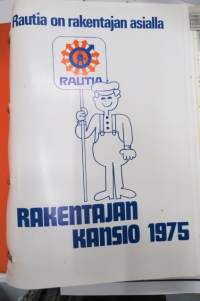 Rautia on rakentajan asialla
RAUTIA
RAKENTAJAN
KANSIO 1975